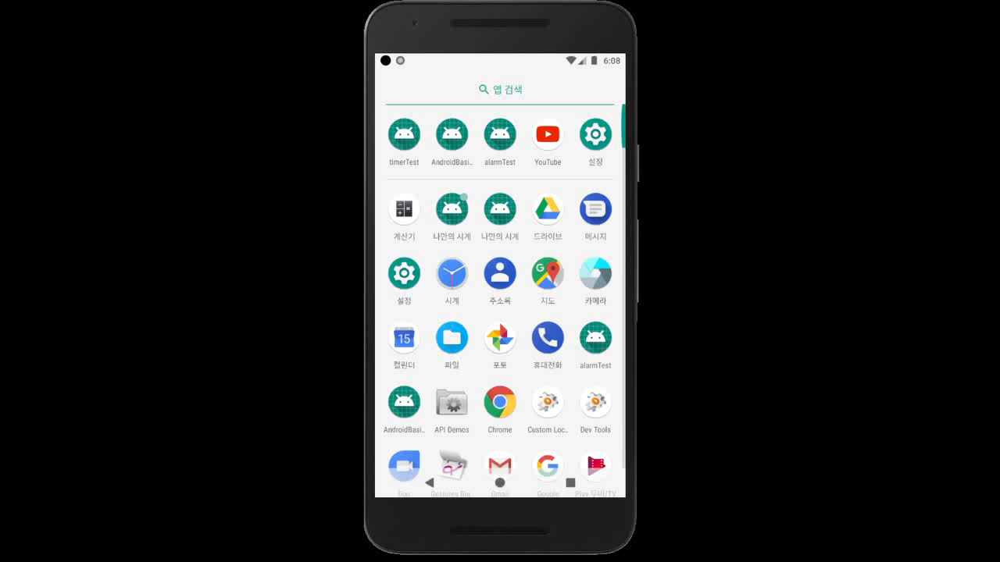 6:08
앱 검색
timerTest AndroidBasi.. alarmTest YouTube 설정
계산기 나만의 시계 나만의 시계 드라이브 메시지
설정 시계 주소록 지도 카메라
15
캘린더 파일 포토 휴대전화 alarmTest
AndroidBasi.. API Demos Chrome Custom Loc.. Dev Tools
Duo Gestures Bui Gmail Google Play 무비/TV